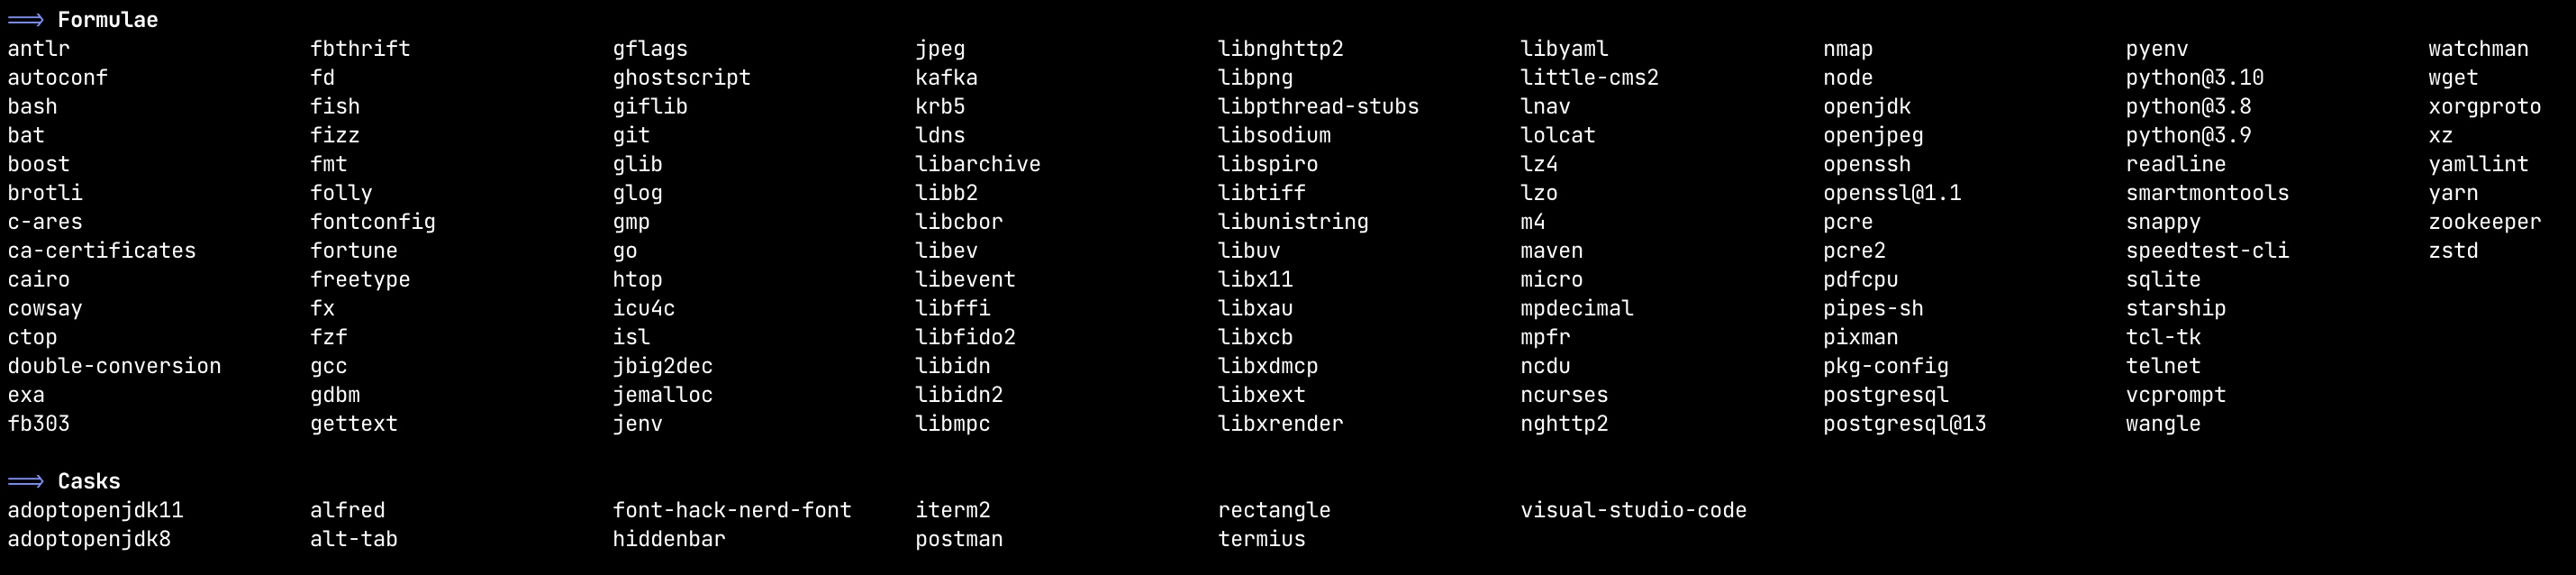 ==> Formulae
antlr fbthrift gflags jpeg libnghttp2 libyaml nmap pyenv watchman
autoconf fd ghostscript kafka libpng little-cms2 node python@3.10 wget
bash fish giflib krb5 libpthread-stubs lnav openjdk python@3.8 xorgproto
bat fizz git ldns libsodium lolcat openjpeg python@3.9 xz
boost fmt glib libarchive libspiro lz4 openssh readline yamllint
brotli folly glog libb2 libtiff lzo openssl@1.1 smartmontools yarn
c-ares fontconfig gmp libcbor libunistring m4 pcre snappy zookeeper
ca-certificates fortune go libev libuv maven pcre2 speedtest-cli zstd
cairo freetype htop libevent libx11 micro pdfcpu sqlite
cowsay fx icu4c libffi libxau mpdecimal pipes-sh starship
ctop fzf isl libfido2 libxcb mpfr pixman tcl-tk
double-conversion gcc jbig2dec libidn libxdmcp ncdu pkg-config telnet
exa gdbm jemalloc libidn2 libxext ncurses postgresql vcprompt
fb303 gettext jenv libmpc libxrender nghttp2 postgresql@13 wangle
==> Casks
adoptopenjdk11 alfred font-hack-nerd-font iterm2 rectangle visual-studio-code
adoptopenjdk8 alt-tab hiddenbar postman termius